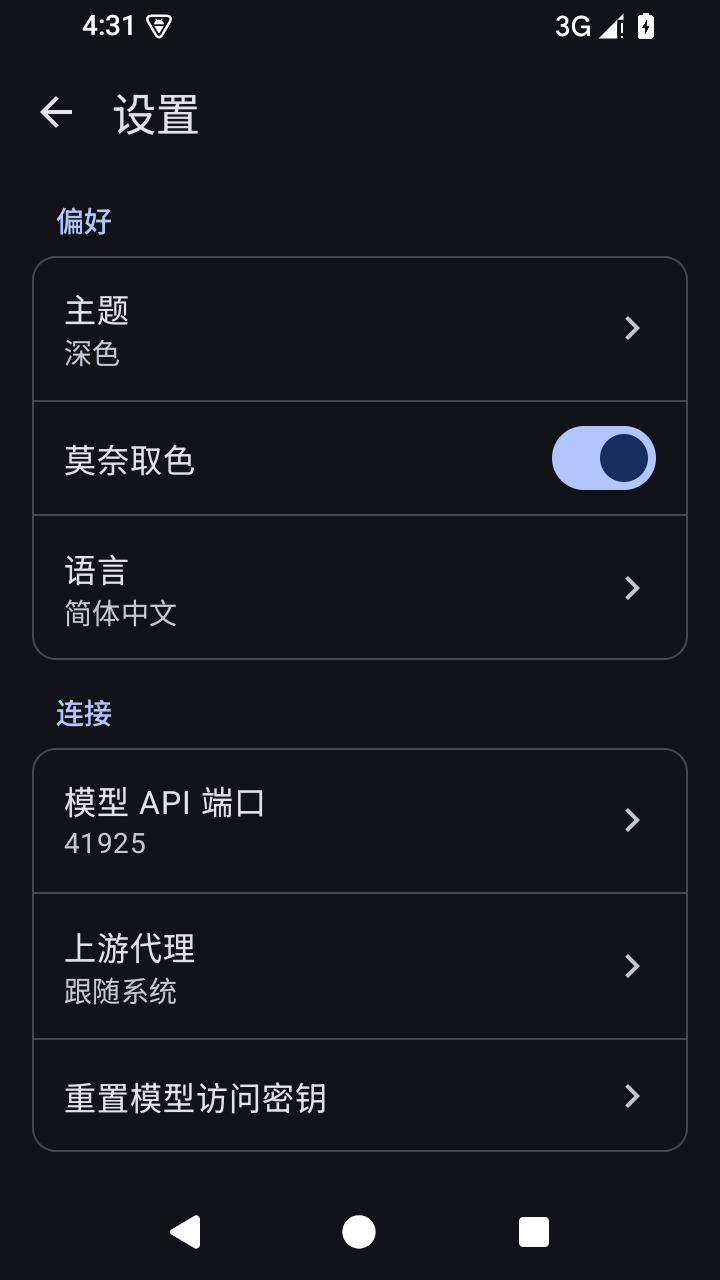 4:31
3G
设置
偏好
主题
深色
莫奈取色
语言
简体中文
连接
模型 API 端口
41925
上游代理
跟随系统
重置模型访问密钥